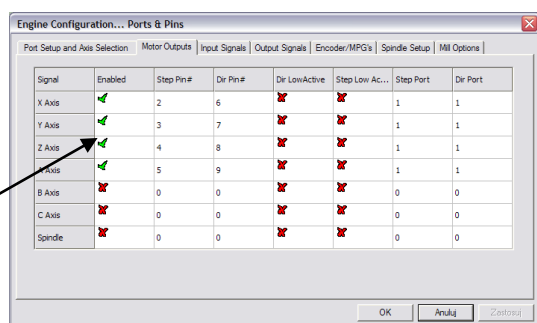 Engine Configuration... Ports & Pins
Port Setup and Axis Selection Motor Outputs Input Signals Output Signals Encoder/MPG's Spindle Setup Mill Options
Signal Enabled Step Pin# Dir Pin# Dir LowActive Step Low Ac... Step Port Dir Port
X Axis 2 6 1 1
Y Axis 3 7 1 1
Z Axis 4 8 1 1
Axis 5 9 1 1
B Axis 0 0 0 0
C Axis 0 0 0 0
Spindle 0 0 0 0
OK Anuluj Zastosuj